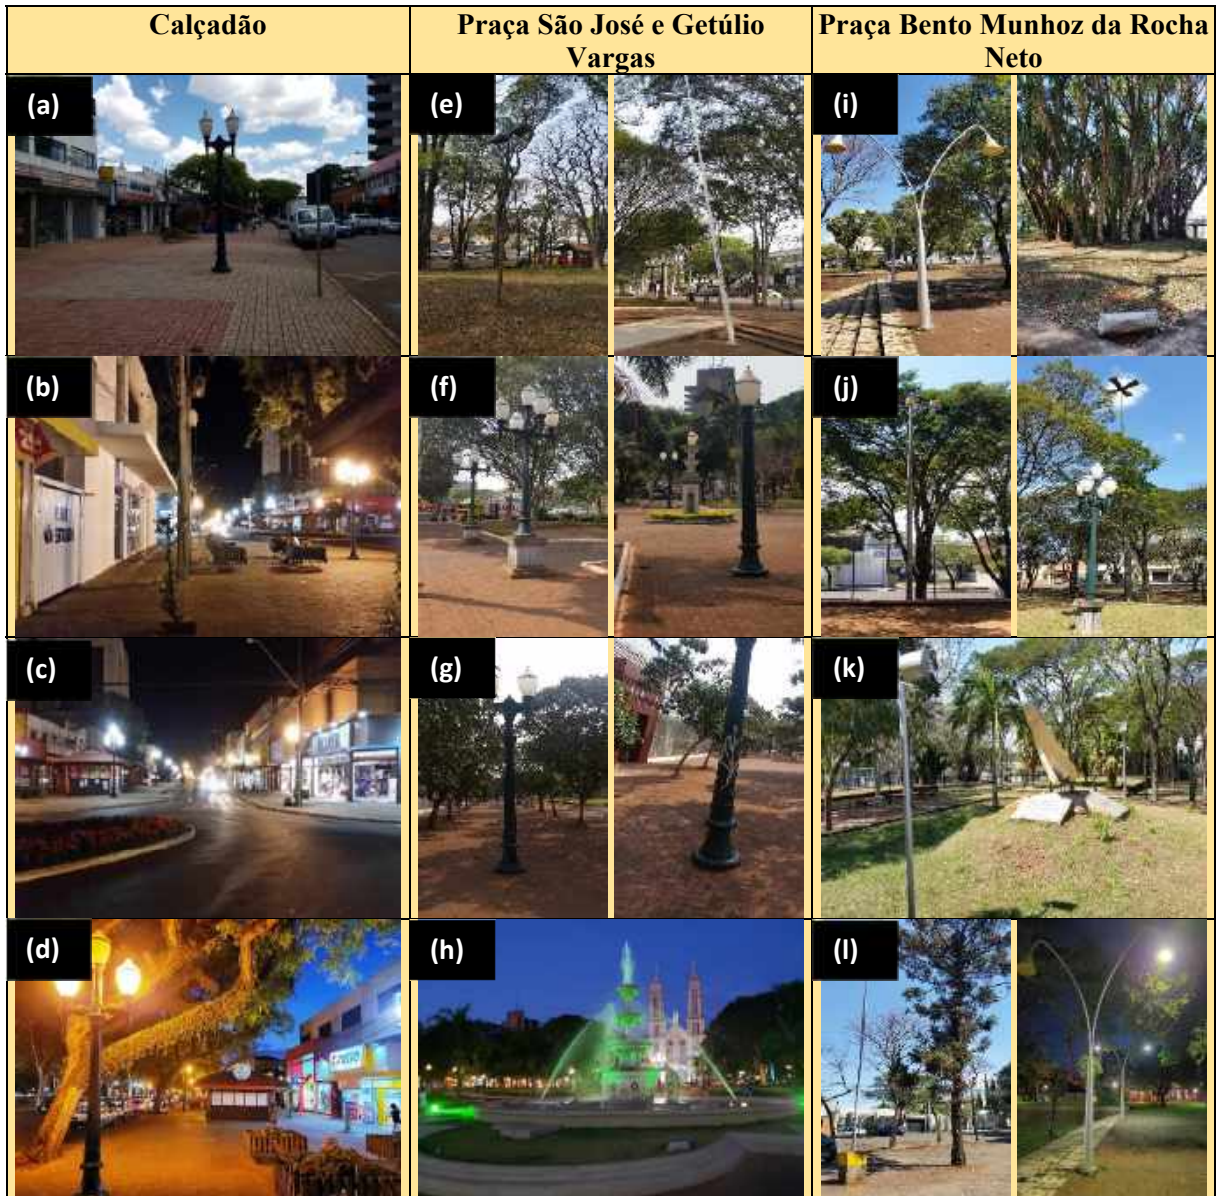 Calçadão
Praça São José e Getúlio
Vargas
Praça Bento Munhoz da Rocha
Neto
(a)
(e)
(i)
(b)
(f)
(j)
(c)
(g)
(k)
(d)
(h)
(l)